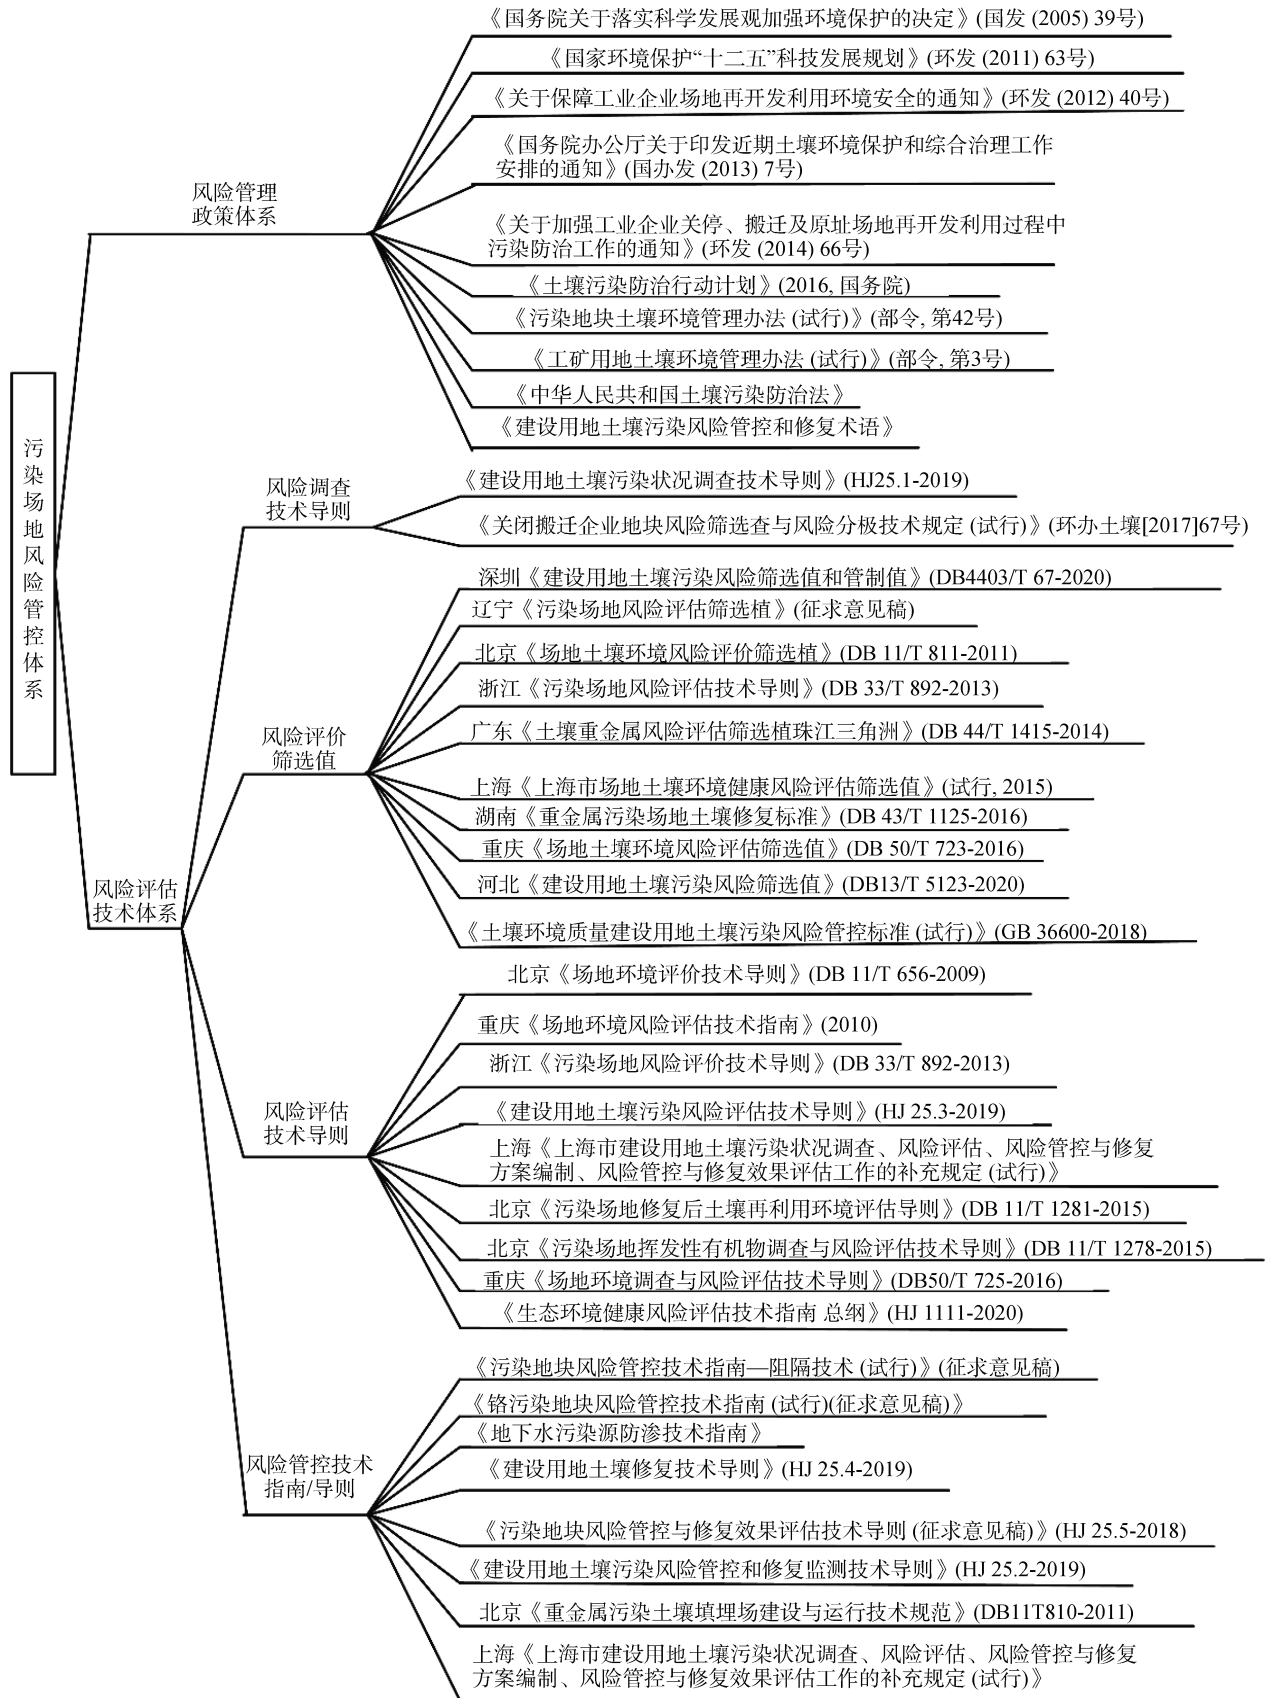 《国务院关于落实科学发展观加强环境保护的决定》(国发 (2005) 39号)
《国家环境保护“十二五”科技发展规划》(环发 (2011) 63号)
《关于保障工业企业场地再开发利用环境安全的通知》(环发 (2012) 40号)
《国务院办公厅关于印发近期土壤环境保护和综合治理工作
安排的通知》(国办发 (2013) 7号)
风险管理
政策体系
《关于加强工业企业关停、搬迁及原址场地再开发利用过程中
污染防治工作的通知》(环发 (2014) 66号)
《土壤污染防治行动计划》(2016, 国务院)
《污染地块土壤环境管理办法 (试行)》(部令, 第42号)
《工矿用地土壤环境管理办法 (试行)》(部令, 第3号)
《中华人民共和国土壤污染防治法》
《建设用地土壤污染风险管控和修复术语》
污染场地风险管控体系
风险调查
技术导则
《建设用地土壤污染状况调查技术导则》(HJ25.1-2019)
《关闭搬迁企业地块风险筛选查与风险分极技术规定 (试行)》(环办土壤[2017]67号)
深圳《建设用地土壤污染风险筛选值和管制值》(DB4403/T 67-2020)
辽宁《污染场地风险评估筛选植》(征求意见稿)
北京《场地土壤环境风险评价筛选植》(DB 11/T 811-2011)
浙江《污染场地风险评估技术导则》(DB 33/T 892-2013)
风险评价
筛选值
广东《土壤重金属风险评估筛选植珠江三角洲》(DB 44/T 1415-2014)
上海《上海市场地土壤环境健康风险评估筛选值》(试行, 2015)
湖南《重金属污染场地土壤修复标准》(DB 43/T 1125-2016)
重庆《场地土壤环境风险评估筛选值》(DB 50/T 723-2016)
河北《建设用地土壤污染风险筛选值》(DB13/T 5123-2020)
《土壤环境质量建设用地土壤污染风险管控标准 (试行)》(GB 36600-2018)
风险评估
技术体系
北京《场地环境评价技术导则》(DB 11/T 656-2009)
重庆《场地环境风险评估技术指南》(2010)
浙江《污染场地风险评价技术导则》(DB 33/T 892-2013)
风险评估
技术导则
《建设用地土壤污染风险评估技术导则》(HJ 25.3-2019)
上海《上海市建设用地土壤污染状况调查、风险评估、风险管控与修复
方案编制、风险管控与修复效果评估工作的补充规定 (试行)》
北京《污染场地修复后土壤再利用环境评估导则》(DB 11/T 1281-2015)
北京《污染场地挥发性有机物调查与风险评估技术导则》(DB 11/T 1278-2015)
重庆《场地环境调查与风险评估技术导则》(DB50/T 725-2016)
《生态环境健康风险评估技术指南 总纲》(HJ 1111-2020)
《污染地块风险管控技术指南—阻隔技术 (试行)》(征求意见稿)
《铬污染地块风险管控技术指南 (试行)(征求意见稿)》
《地下水污染源防渗技术指南》
风险管控技术
指南/导则
《建设用地土壤修复技术导则》(HJ 25.4-2019)
《污染地块风险管控与修复效果评估技术导则 (征求意见稿)》(HJ 25.5-2018)
《建设用地土壤污染风险管控和修复监测技术导则》(HJ 25.2-2019)
北京《重金属污染土壤填埋场建设与运行技术规范》(DB11T810-2011)
上海《上海市建设用地土壤污染状况调查、风险评估、风险管控与修复
方案编制、风险管控与修复效果评估工作的补充规定 (试行)》